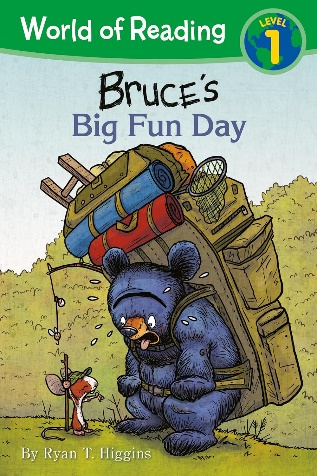 World of Reading
LEVEL
1
BRUCE'S
Big Fun Day
By Ryan T. Higgins